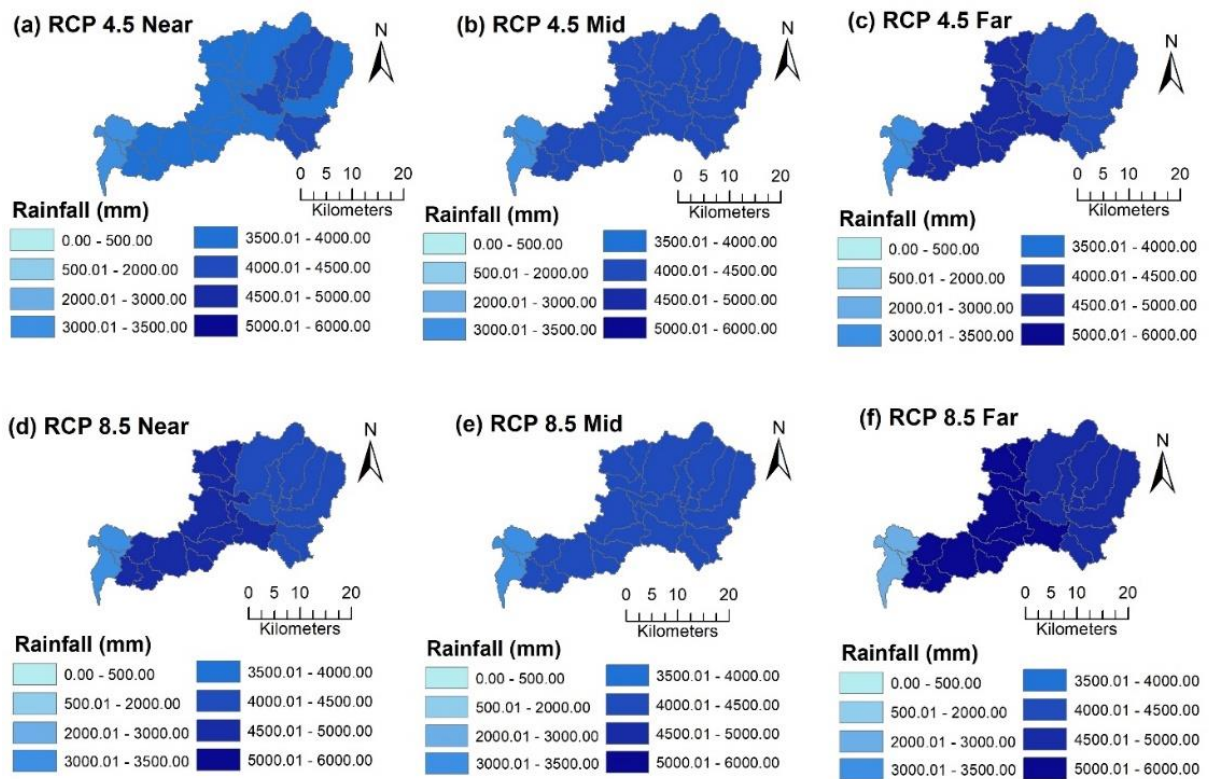 (a) RCP 4.5 Near
N
0 5 10 20
Kilometers
Rainfall (mm)
0.00 - 500.00
500.01 - 2000.00
2000.01 - 3000.00
3000.01 - 3500.00
3500.01 - 4000.00
4000.01 - 4500.00
4500.01 - 5000.00
5000.01 - 6000.00
(b) RCP 4.5 Mid
N
0 5 10 20
Kilometers
Rainfall (mm)
0.00 - 500.00
500.01 - 2000.00
2000.01 - 3000.00
3000.01 - 3500.00
3500.01 - 4000.00
4000.01 - 4500.00
4500.01 - 5000.00
5000.01 - 6000.00
(c) RCP 4.5 Far
N
0 5 10 20
Kilometers
Rainfall (mm)
0.00 - 500.00
500.01 - 2000.00
2000.01 - 3000.00
3000.01 - 3500.00
3500.01 - 4000.00
4000.01 - 4500.00
4500.01 - 5000.00
5000.01 - 6000.00
(d) RCP 8.5 Near
N
0 5 10 20
Kilometers
Rainfall (mm)
0.00 - 500.00
500.01 - 2000.00
2000.01 - 3000.00
3000.01 - 3500.00
3500.01 - 4000.00
4000.01 - 4500.00
4500.01 - 5000.00
5000.01 - 6000.00
(e) RCP 8.5 Mid
N
0 5 10 20
Kilometers
Rainfall (mm)
0.00 - 500.00
500.01 - 2000.00
2000.01 - 3000.00
3000.01 - 3500.00
3500.01 - 4000.00
4000.01 - 4500.00
4500.01 - 5000.00
5000.01 - 6000.00
(f) RCP 8.5 Far
N
0 5 10 20
Kilometers
Rainfall (mm)
0.00 - 500.00
500.01 - 2000.00
2000.01 - 3000.00
3000.01 - 3500.00
3500.01 - 4000.00
4000.01 - 4500.00
4500.01 - 5000.00
5000.01 - 6000.00